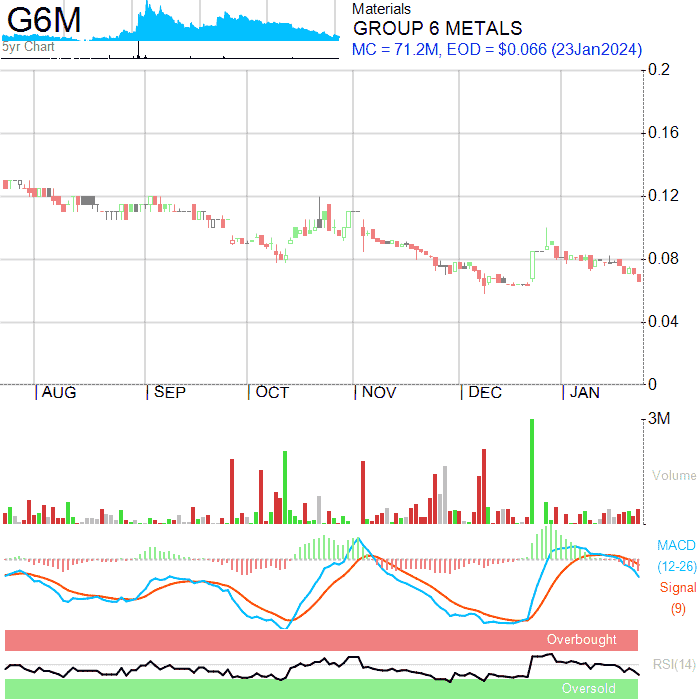 G6M
5yr Chart
Materials
GROUP 6 METALS
MC = 71.2M, EOD = $0.066 (23Jan2024)
0.2
0.16
0.12
0.08
0.04
0
AUG SEP OCT NOV DEC JAN
3M
Volume
MACD
(12-26)
Signal
(9)
Overbought
RSI(14)
Oversold